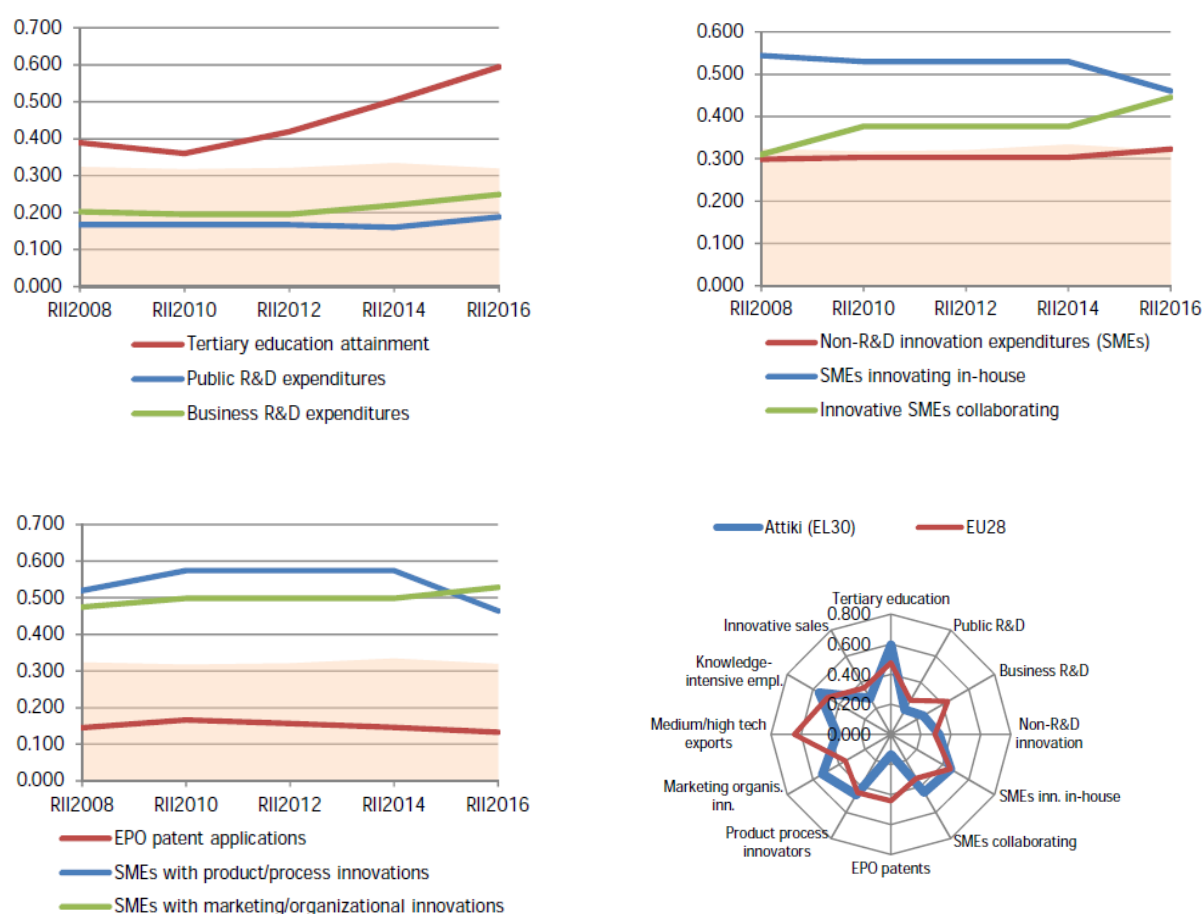 0.700
0.600
0.500
0.400
0.300
0.200
0.100
0.000
RII2008 RII2010 RII2012 RII2014 RII2016
Tertiary education attainment
Public R&D expenditures
Business R&D expenditures
0.600
0.500
0.400
0.300
0.200
0.100
0.000
RII2008 RII2010 RII2012 RII2014 RII2016
Non-R&D innovation expenditures (SMEs)
SMEs innovating in-house
Innovative SMEs collaborating
0.700
0.600
0.500
0.400
0.300
0.200
0.100
0.000
RII2008 RII2010 RII2012 RII2014 RII2016
EPO patent applications
SMEs with product/process innovations
SMEs with marketing/organizational innovations
Attiki (EL30) EU28
Tertiary education
0.800
0.600
0.400
0.200
0.000
Public R&D
Business R&D
Non-R&D
innovation
SMEs inn. in-house
SMEs collaborating
EPO patents
Product process
innovators
Marketing organis.
inn.
Medium/high tech
exports
Knowledge-
intensive empl.
Innovative sales